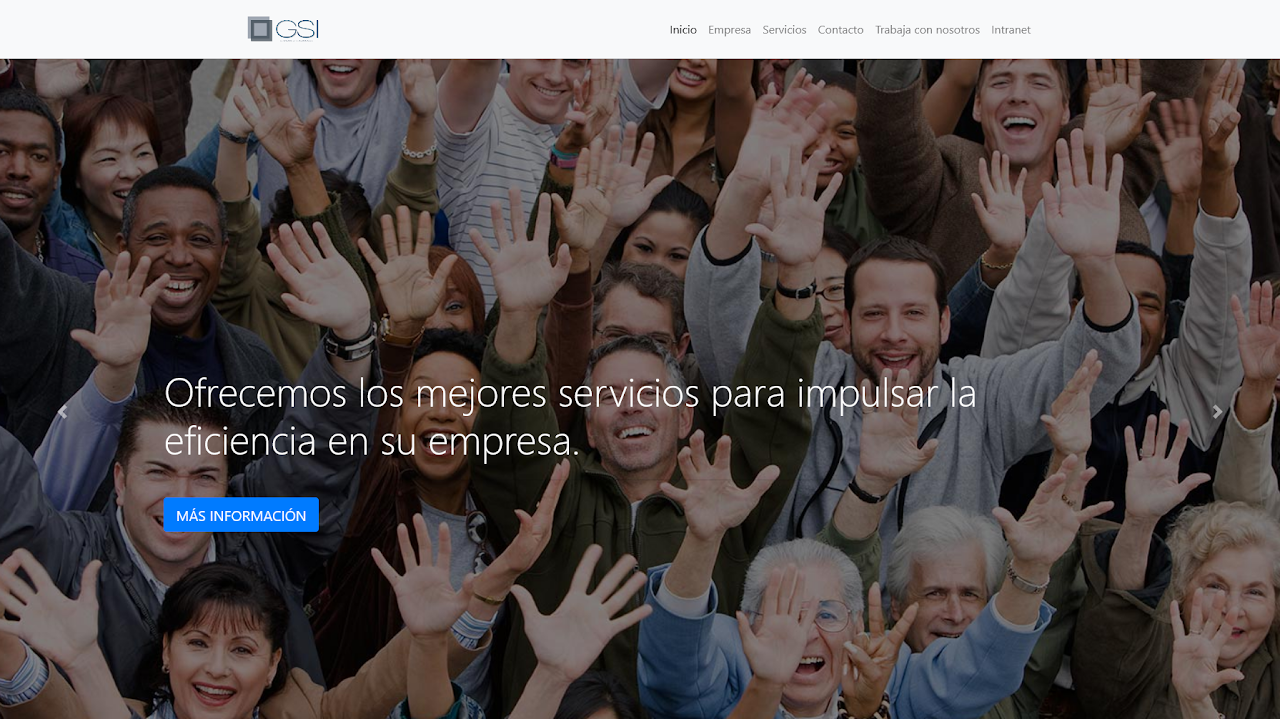 GSI
Inicio Empresa Servicios Contacto Trabaja con nosotros Intranet
Ofrecemos los mejores servicios para impulsar la
eficiencia en su empresa.
MÁS INFORMACIÓN